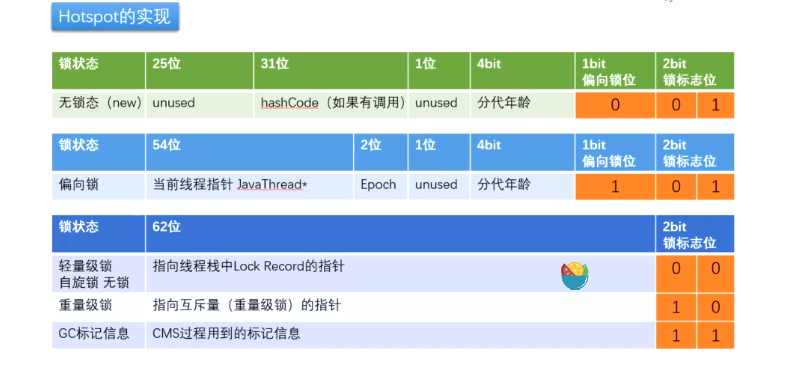 Hotspot的实现
锁状态 25位 31位 1位 4bit 1bit 2bit
偏向锁位 锁标志位
无锁态（new） unused hashCode（如果有调用） unused 分代年龄 0 0 1
锁状态 54位 2位 1位 4bit 1bit 2bit
偏向锁位 锁标志位
偏向锁 当前线程指针 JavaThread* Epoch unused 分代年龄 1 0 1
锁状态 62位 2bit
锁标志位
轻量级锁 指向线程栈中Lock Record的指针 0 0
自旋锁 无锁
重量级锁 指向互斥量（重量级锁）的指针 1 0
GC标记信息 CMS过程用到的标记信息 1 1